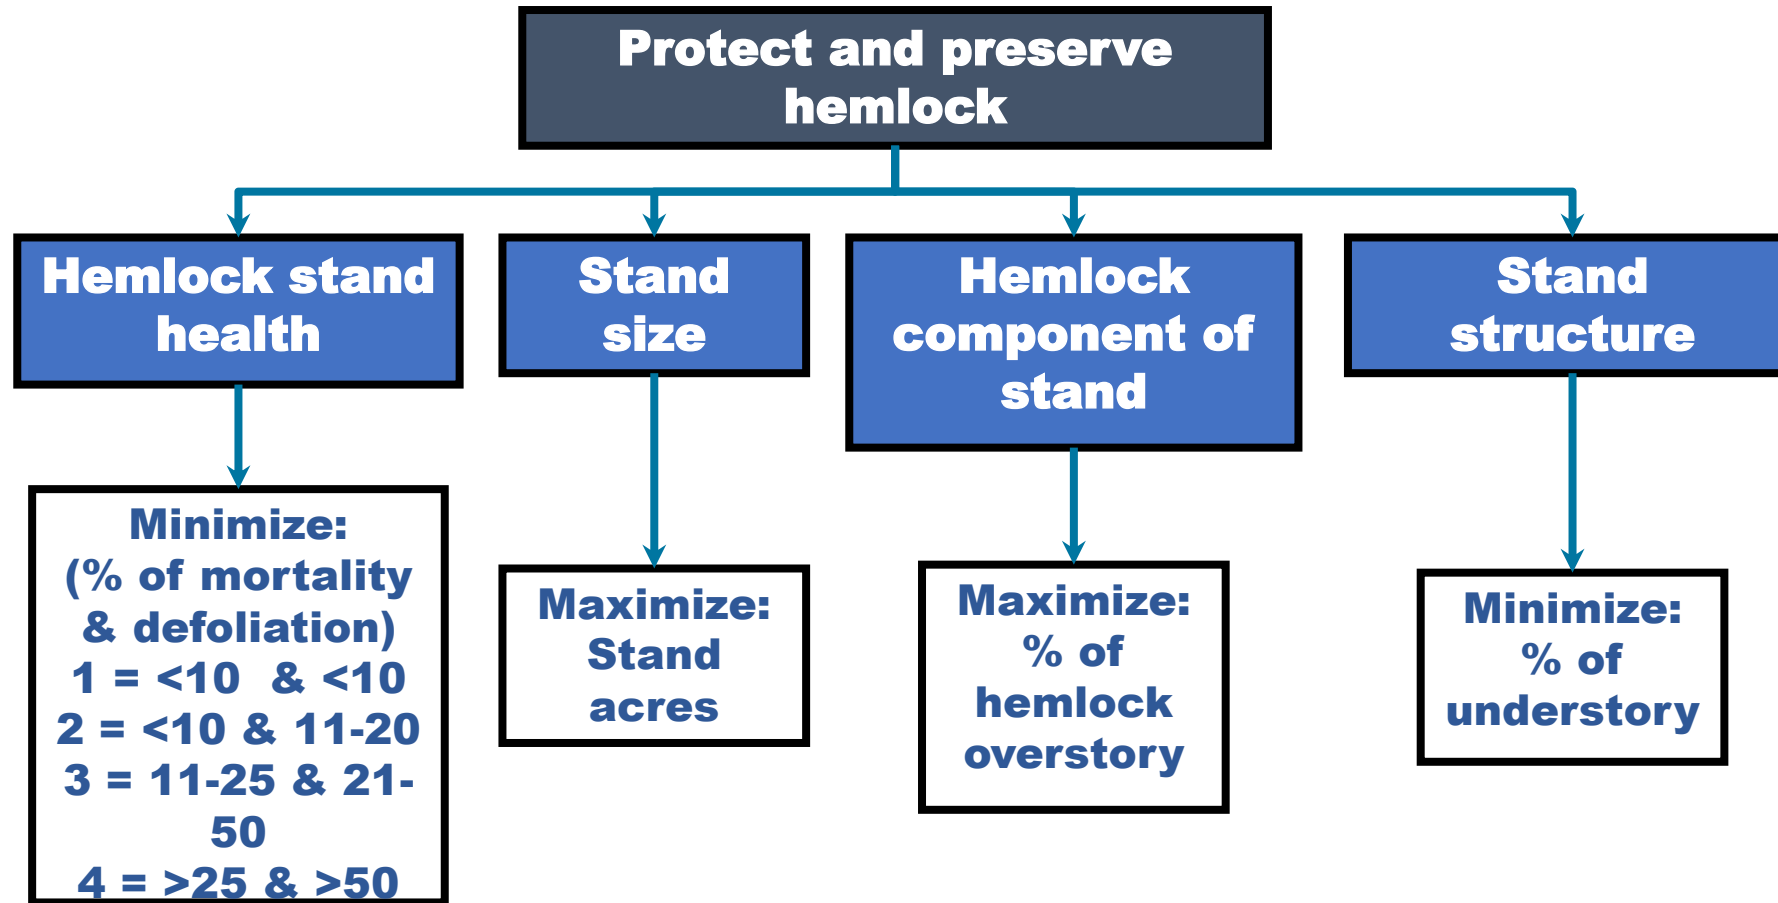 Protect and preserve
hemlock
Hemlock stand
health
Stand
size
Hemlock
component of
stand
Stand
structure
Minimize:
(% of mortality
& defoliation)
1 = <10  & <10
2 = <10 & 11-20
3 = 11-25 & 21-
50
4 = >25 & >50
Maximize:
Stand
acres
Maximize:
% of
hemlock
overstory
Minimize:
% of
understory